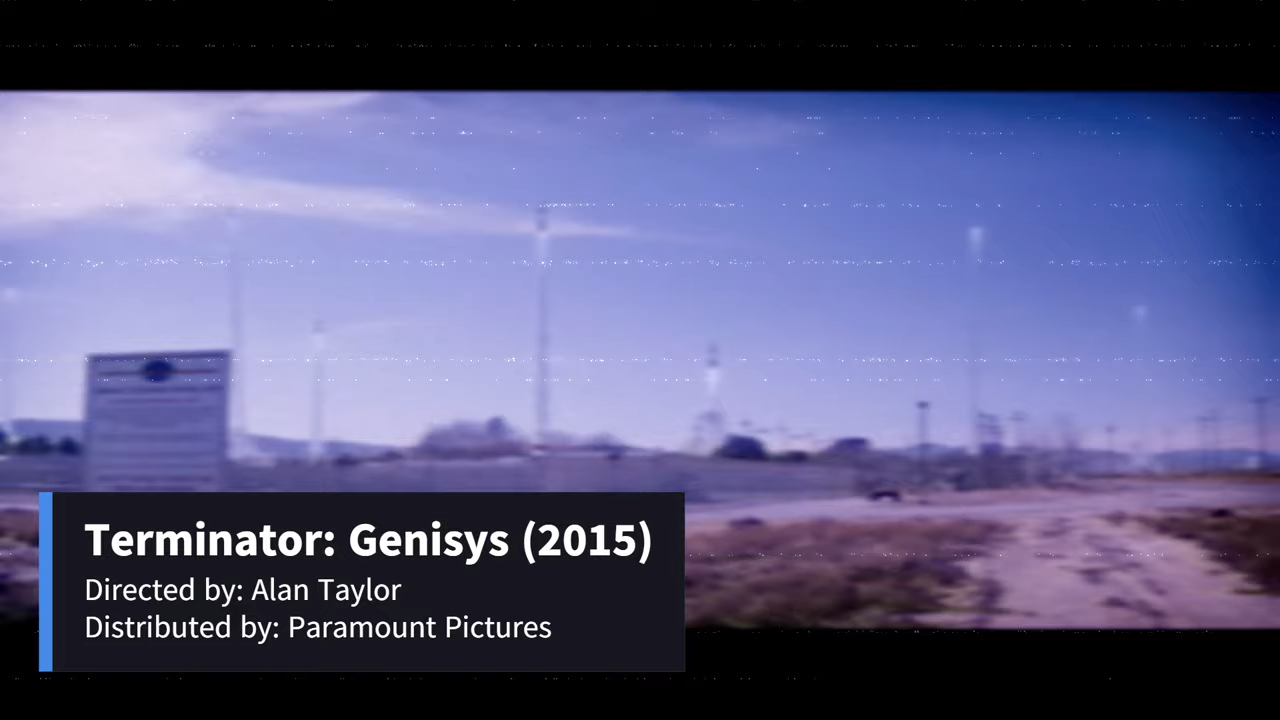 Terminator: Genisys (2015)
Directed by: Alan Taylor
Distributed by: Paramount Pictures